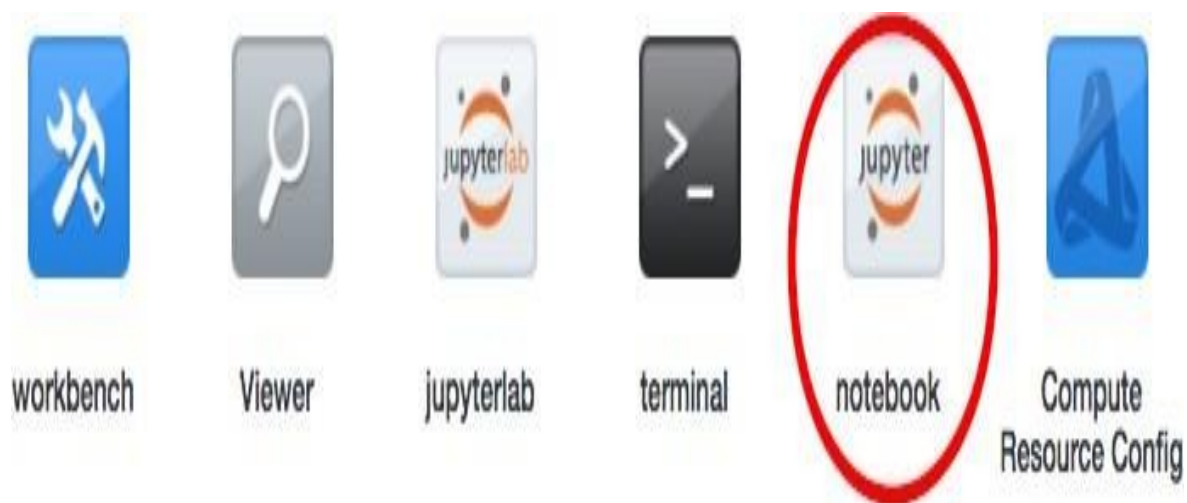 jupyterlab
>_
jupyter
workbench
Viewer
jupyterlab
terminal
notebook
Compute
Resource Config